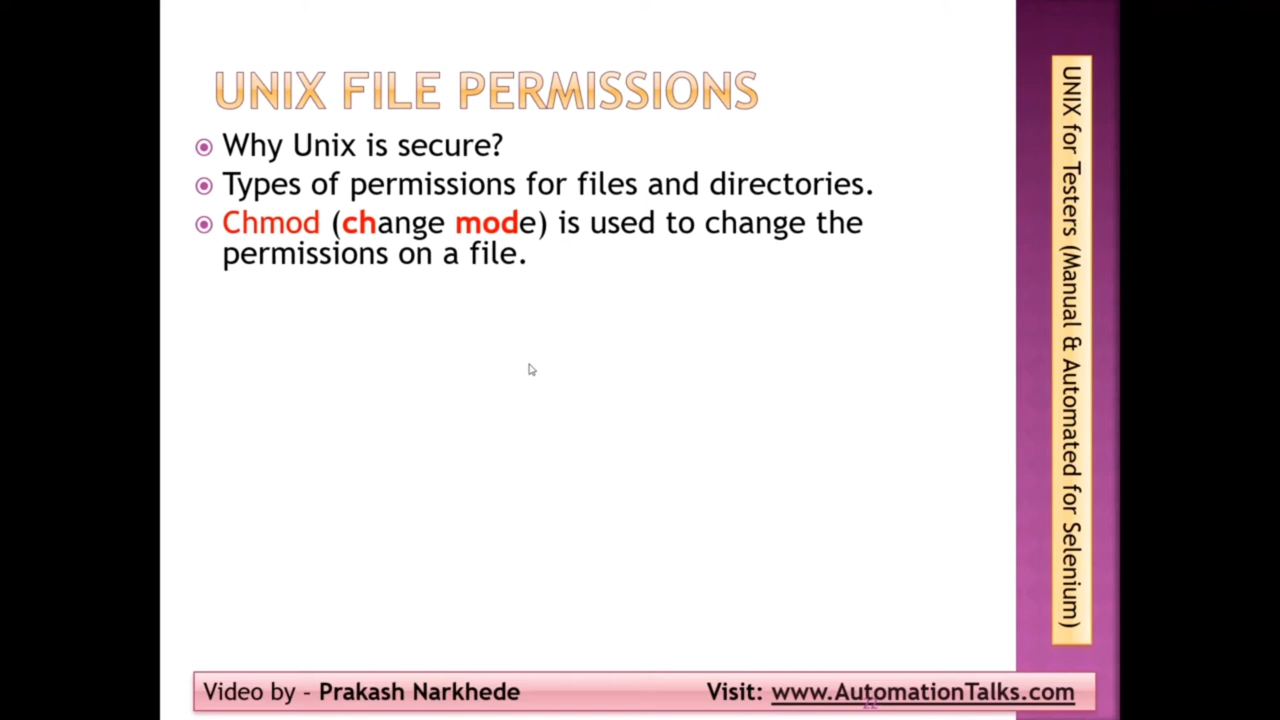 UNIX FILE PERMISSIONS
Why Unix is secure?
Types of permissions for files and directories.
Chmod (change mode) is used to change the
permissions on a file.
UNIX for Testers (Manual & Automated for Selenium)
Video by - Prakash Narkhede
Visit: www.AutomationTalks.com